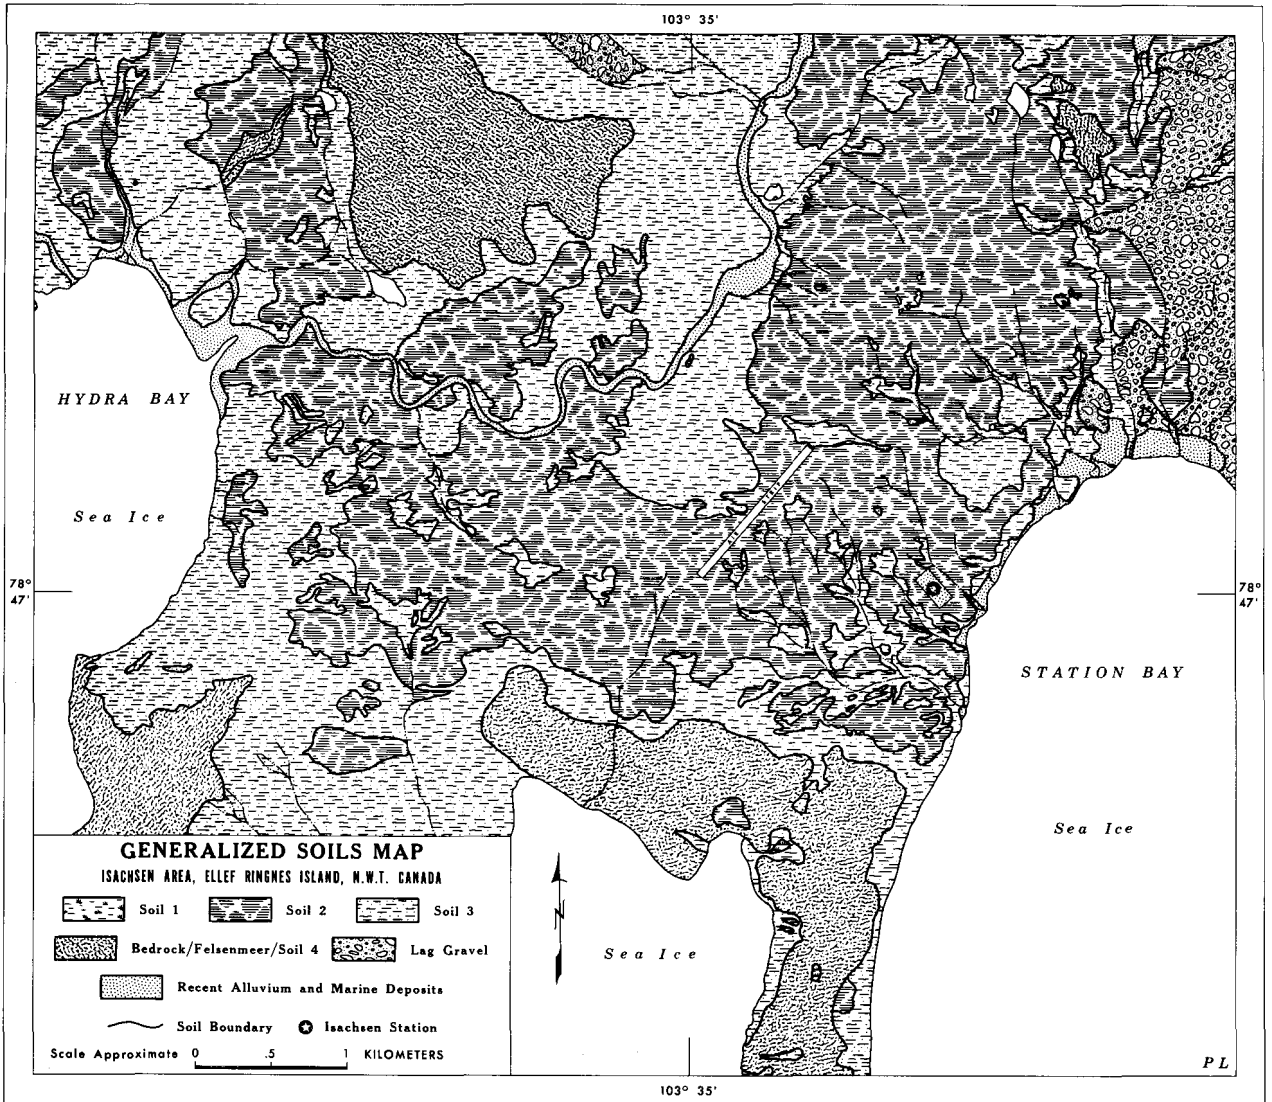 103° 35'
HYDRA BAY
Sea Ice
78°
47'
78°
47'
STATION BAY
Sea Ice
Sea Ice
GENERALIZED SOILS MAP
ISACHSEN AREA, ELLEF RINGNES ISLAND, N.W.T. CANADA
Soil 1 Soil 2 Soil 3
Bedrock/Felsenmeer/Soil 4 Lag Gravel
Recent Alluvium and Marine Deposits
Soil Boundary Isachsen Station
Scale Approximate 0 .5 1 KILOMETERS
N
PL
103° 35'